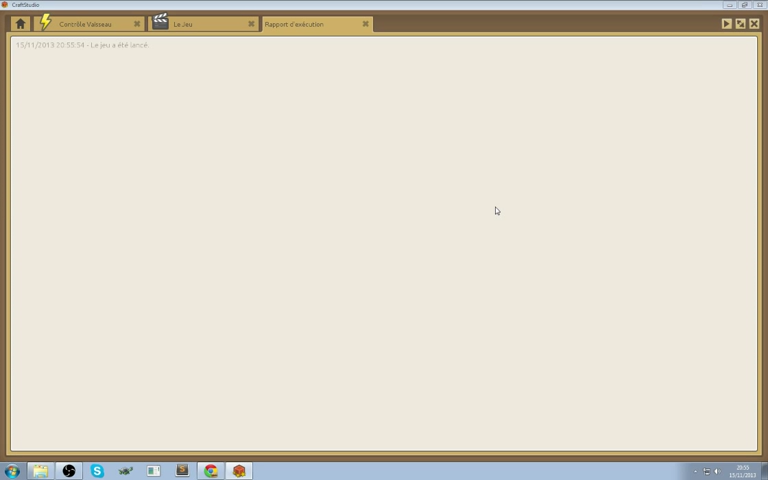 CraftStudio
Contrôle Vaisseau
Le Jeu
Rapport d'exécution
15/11/2013 20:55:54 - Le jeu a été lancé.
20:55
15/11/2013